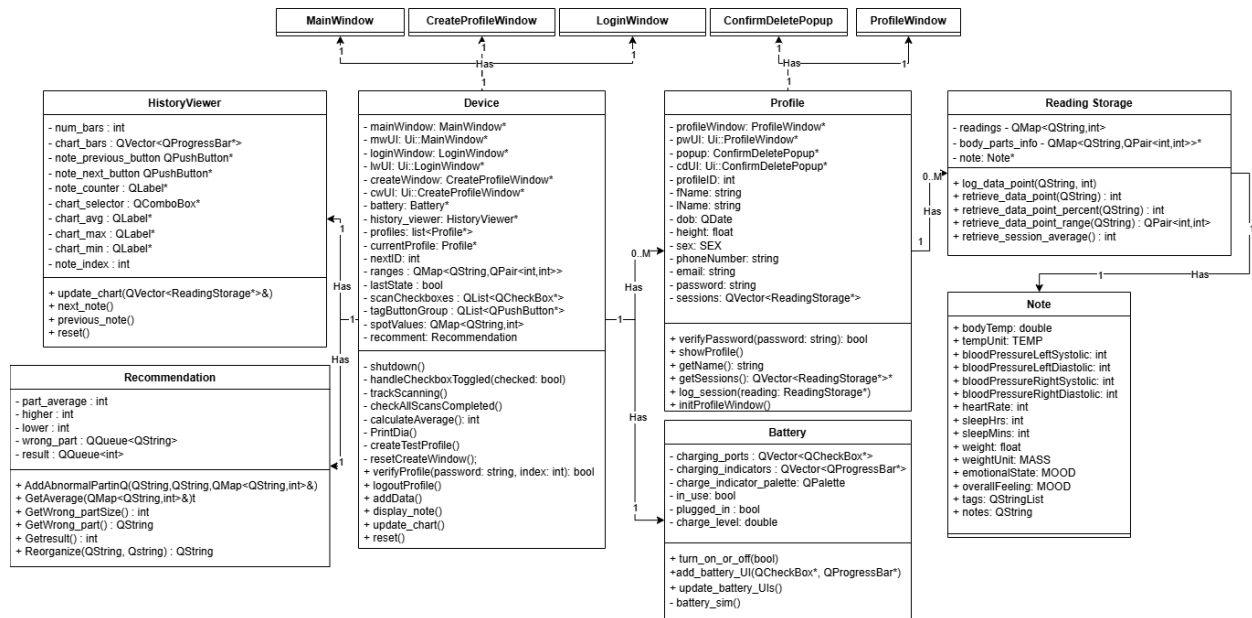 MainWindow
CreateProfileWindow
LoginWindow
ConfirmDeletePopup
ProfileWindow
1
1
1
1
1
Has
Has
1
1
HistoryViewer
- num_bars : int
- chart_bars : QVector<QProgressBar*>
- note_previous_button QPushButton*
- note_next_button QPushButton*
- note_counter : QLabel*
- chart_selector : QComboBox*
- chart_avg : QLabel*
- chart_max : QLabel*
- chart_min : QLabel*
- note_index : int
+ update_chart(QVector<ReadingStorage*>&)
+ next_note()
+ previous_note()
+ reset()
Recommendation
- part_average : int
- higher : int
- lower : int
- wrong_part : QQueue<QString>
- result : QQueue<int>
+ AddAbnormalPartinQ(QString,QString,QMap<QString,int>&)
+ GetAverage(QMap<QString,int>&)t
+ GetWrong_partSize() : int
+ GetWrong_part() : QString
+ Getresult() : int
+ Reorganize(QString, Qstring) : QString
1
Has
Has
1
1
Device
- mainWindow: MainWindow*
- mwUI: Ui::MainWindow*
- loginWindow: LoginWindow*
- lwUI: Ui::LoginWindow*
- createWindow: CreateProfileWindow*
- cwUI: Ui::CreateProfileWindow*
- battery: Battery*
- history_viewer: HistoryViewer*
- profiles: list<Profile*>
- currentProfile: Profile*
- nextID: int
- ranges : QMap<QString,QPair<int,int>>
- lastState : bool
- scanCheckboxes : QList<QCheckBox*>
- tagButtonGroup : QList<QPushButton*>
- spotValues: QMap<QString,int>
- recomment: Recommendation
- shutdown()
- handleCheckboxToggled(checked: bool)
- trackScanning()
- checkAllScansCompleted()
- calculateAverage(): int
- PrintDia()
- createTestProfile()
- resetCreateWindow();
+ verifyProfile(password: string, index: int): bool
+ logoutProfile()
+ addData()
+ display_note()
+ update_chart()
+ reset()
1
0..M
Has
Has
1
Profile
- profileWindow: ProfileWindow*
- pwUI: Ui::ProfileWindow*
- popup: ConfirmDeletePopup*
- cdUI: Ui::ConfirmDeletePopup*
- profileID: int
- fName: string
- lName: string
- dob: QDate
- height: float
- sex: SEX
- phoneNumber: string
- email: string
- password: string
- sessions: QVector<ReadingStorage*>
+ verifyPassword(password: string): bool
+ showProfile()
+ getName(): string
+ getSessions(): QVector<ReadingStorage*>*
+ log_session(reading: ReadingStorage*)
+ initProfileWindow()
Battery
- charging_ports : QVector<QCheckBox*>
- charging_indicators : QVector<QProgressBar*>
- charge_indicator_palette : QPalette
- in_use: bool
- plugged_in : bool
- charge_level: double
+ turn_on_or_off(bool)
+add_battery_UI(QCheckBox*, QProgressBar*)
+ update_battery_UIs()
- battery_sim()
0..M
Has
1
Reading Storage
- readings - QMap<QString,int>
- body_parts_info - QMap<QString,QPair<int,int>>*
- note: Note*
+ log_data_point(QString, int)
+ retrieve_data_point(QString) : int
+ retrieve_data_point_percent(QString) : int
+ retrieve_data_point_range(QString) : QPair<int,int>
+ retrieve_session_average() : int
1
Has
1
Note
- bodyTemp: double
- tempUnit: TEMP
- bloodPressureLeftSystolic: int
- bloodPressureLeftDiastolic: int
- bloodPressureRightSystolic: int
- bloodPressureRightDiastolic: int
- heartRate: int
- sleepHrs: int
- sleepMins: int
- weight: float
- weightUnit: MASS
- emotionalState: MOOD
- overallFeeling: MOOD
- tags: QStringList
- notes: QString